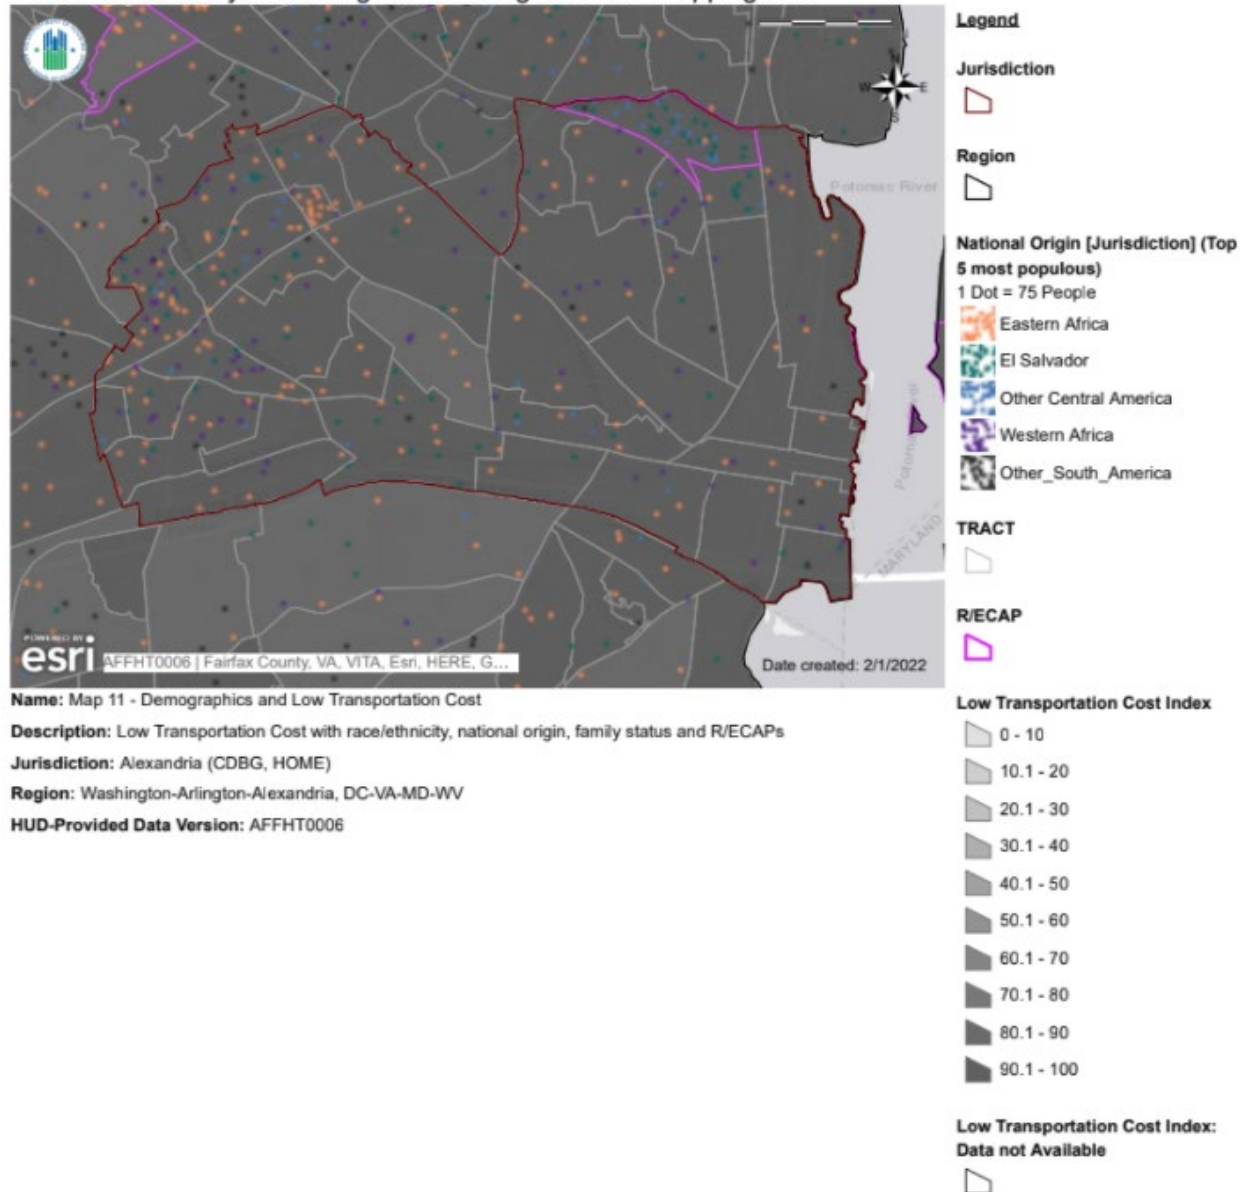 Legend
Jurisdiction
Region
National Origin [Jurisdiction] (Top
5 most populous)
1 Dot = 75 People
Eastern Africa
El Salvador
Other Central America
Western Africa
Other_South_America
TRACT
R/ECAP
Low Transportation Cost Index
0 - 10
10.1 - 20
20.1 - 30
30.1 - 40
40.1 - 50
50.1 - 60
60.1 - 70
70.1 - 80
80.1 - 90
90.1 - 100
Low Transportation Cost Index:
Data not Available
N
W E
S
Potomac River
Potomac River
MARYLAND
POWERED BY
esri
AFFHT0006 | Fairfax County, VA, VITA, Esri, HERE, G...
Date created: 2/1/2022
Name: Map 11 - Demographics and Low Transportation Cost
Description: Low Transportation Cost with race/ethnicity, national origin, family status and R/ECAPs
Jurisdiction: Alexandria (CDBG, HOME)
Region: Washington-Arlington-Alexandria, DC-VA-MD-WV
HUD-Provided Data Version: AFFHT0006